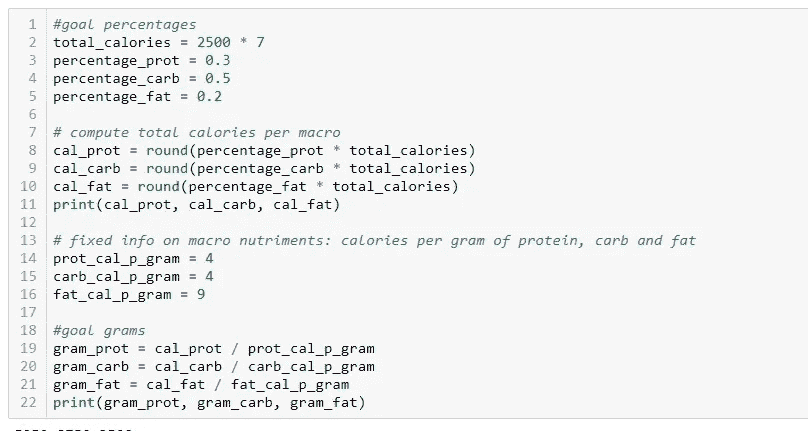 1 #goal percentages
2 total_calories = 2500 * 7
3 percentage_prot = 0.3
4 percentage_carb = 0.5
5 percentage_fat = 0.2
6
7 # compute total calories per macro
8 cal_prot = round(percentage_prot * total_calories)
9 cal_carb = round(percentage_carb * total_calories)
10 cal_fat = round(percentage_fat * total_calories)
11 print(cal_prot, cal_carb, cal_fat)
12
13 # fixed info on macro nutriments: calories per gram of protein, carb and fat
14 prot_cal_p_gram = 4
15 carb_cal_p_gram = 4
16 fat_cal_p_gram = 9
17
18 #goal grams
19 gram_prot = cal_prot / prot_cal_p_gram
20 gram_carb = cal_carb / carb_cal_p_gram
21 gram_fat = cal_fat / fat_cal_p_gram
22 print(gram_prot, gram_carb, gram_fat)